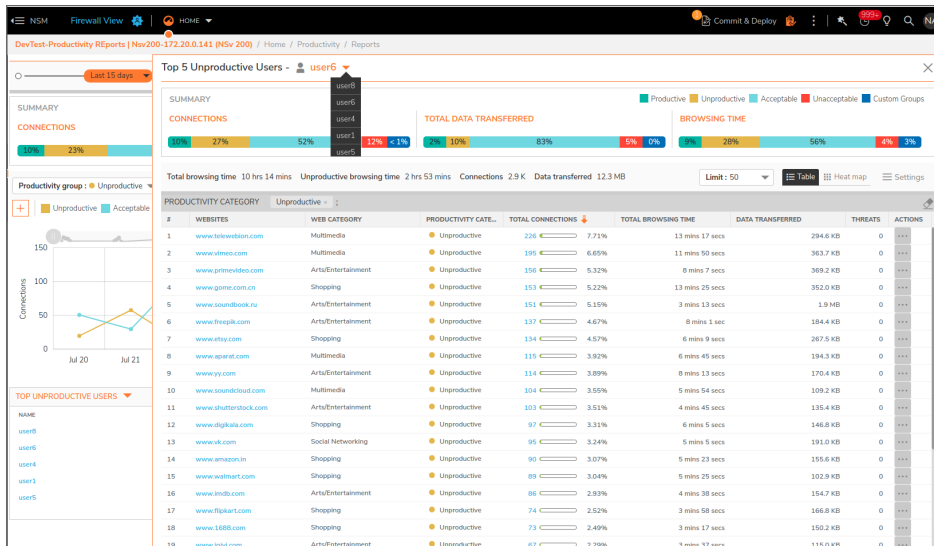 NSM Firewall View HOME Commit & Deploy 999+ NA
DevTest-Productivity REports | Nsv200-172.20.0.141 (NSv 200) / Home / Productivity / Reports
Last 15 days
SUMMARY
CONNECTIONS
10% 23%
Productivity group : Unproductive
Unproductive Acceptable
150
100
50
0
Connections
Jul 20 Jul 21
TOP UNPRODUCTIVE USERS
NAME
user8
user6
user4
user1
user5
Top 5 Unproductive Users - user6
user8
user6
user4
user1
user5
SUMMARY
Productive Unproductive Acceptable Unacceptable Custom Groups
CONNECTIONS TOTAL DATA TRANSFERRED BROWSING TIME
10% 27% 52% 12% < 1% 2% 10% 83% 5% 0% 9% 28% 56% 4% 3%
Total browsing time 10 hrs 14 mins Unproductive browsing time 2 hrs 53 mins Connections 2.9 K Data transferred 12.3 MB Limit : 50 Table Heat map Settings
PRODUCTIVITY CATEGORY Unproductive
# WEBSITES WEB CATEGORY PRODUCTIVITY CATE... TOTAL CONNECTIONS TOTAL BROWSING TIME DATA TRANSFERRED THREATS ACTIONS
1 www.telewebion.com Multimedia Unproductive 226 7.71% 13 mins 17 secs 294.6 KB 0
2 www.vimeo.com Multimedia Unproductive 195 6.65% 11 mins 50 secs 363.7 KB 0
3 www.primevideo.com Arts/Entertainment Unproductive 156 5.32% 8 mins 7 secs 369.2 KB 0
4 www.gome.com.cn Shopping Unproductive 153 5.22% 13 mins 25 secs 352.0 KB 0
5 www.soundbook.ru Arts/Entertainment Unproductive 151 5.15% 3 mins 13 secs 1.9 MB 0
6 www.freepik.com Arts/Entertainment Unproductive 137 4.67% 8 mins 1 sec 184.4 KB 0
7 www.etsy.com Shopping Unproductive 134 4.57% 6 mins 9 secs 267.5 KB 0
8 www.aparat.com Multimedia Unproductive 115 3.92% 6 mins 45 secs 194.3 KB 0
9 www.yy.com Arts/Entertainment Unproductive 114 3.89% 8 mins 13 secs 170.4 KB 0
10 www.soundcloud.com Multimedia Unproductive 104 3.55% 5 mins 54 secs 109.2 KB 0
11 www.shutterstock.com Arts/Entertainment Unproductive 103 3.51% 4 mins 45 secs 135.4 KB 0
12 www.digikala.com Shopping Unproductive 97 3.31% 6 mins 5 secs 146.8 KB 0
13 www.vk.com Social Networking Unproductive 95 3.24% 5 mins 5 secs 191.0 KB 0
14 www.amazon.in Shopping Unproductive 90 3.07% 5 mins 23 secs 155.6 KB 0
15 www.walmart.com Shopping Unproductive 89 3.04% 5 mins 25 secs 102.9 KB 0
16 www.imdb.com Arts/Entertainment Unproductive 86 2.93% 4 mins 38 secs 154.7 KB 0
17 www.flipkart.com Shopping Unproductive 74 2.52% 3 mins 58 secs 166.8 KB 0
18 www.1688.com Shopping Unproductive 73 2.49% 3 mins 17 secs 150.2 KB 0
19 Arts/Entertainment Unproductive 67 2.29% 3 mins 37 secs 115.0 KB 0